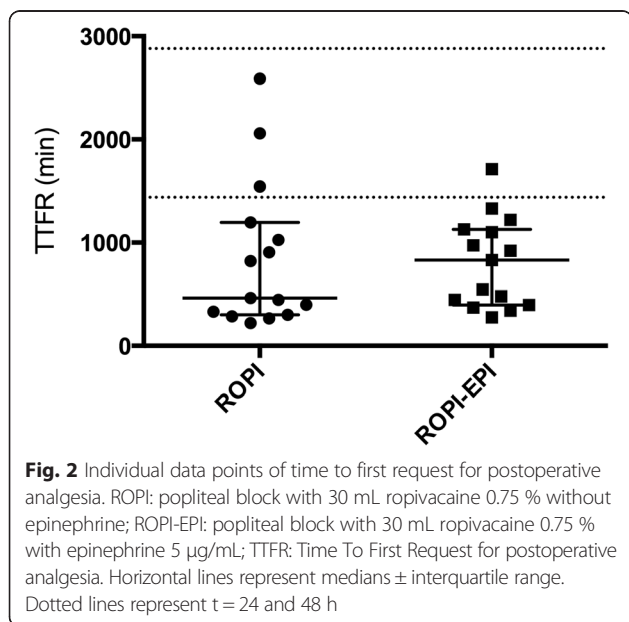 3000
2000
1000
0
TTFR (min)
ROPI
ROPI-EPI
Fig. 2 Individual data points of time to first request for postoperative
analgesia. ROPI: popliteal block with 30 mL ropivacaine 0.75 % without
epinephrine; ROPI-EPI: popliteal block with 30 mL ropivacaine 0.75 %
with epinephrine 5 μg/mL; TTFR: Time To First Request for postoperative
analgesia. Horizontal lines represent medians ± interquartile range.
Dotted lines represent t = 24 and 48 h